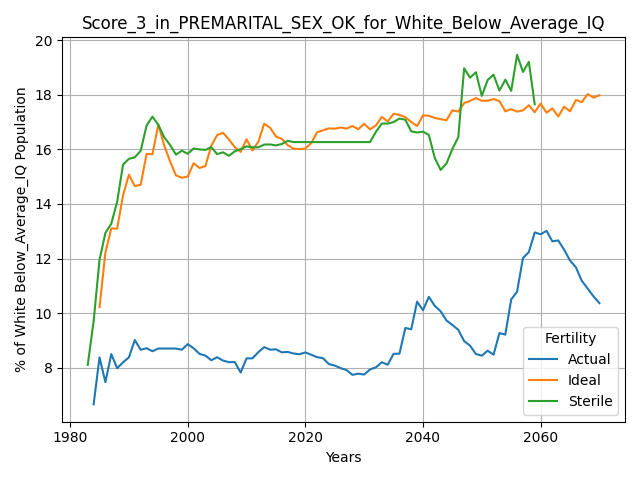 Score_3_in_PREMARITAL_SEX_OK_for_White_Below_Average_IQ
% of White Below_Average_IQ Population
20
18
16
14
12
10
8
1980
2000
2020
2040
2060
Years
Fertility
Actual
Ideal
Sterile